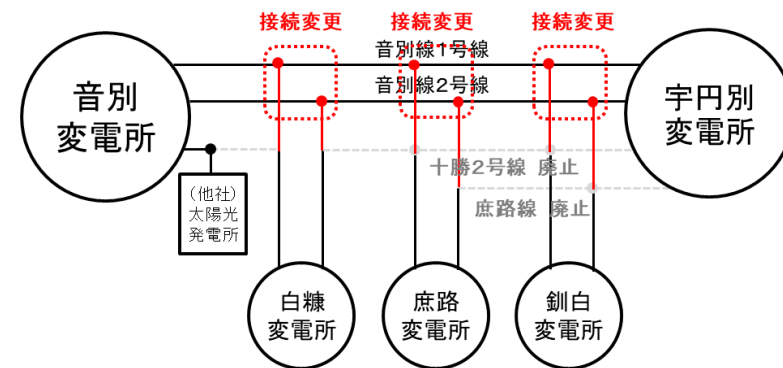 接続変更
接続変更
接続変更
音別線1号線
音別線2号線
音別
変電所
宇円別
変電所
十勝2号線 廃止
庶路線 廃止
(他社)
太陽光
発電所
白糠
変電所
庶路
変電所
釧白
変電所